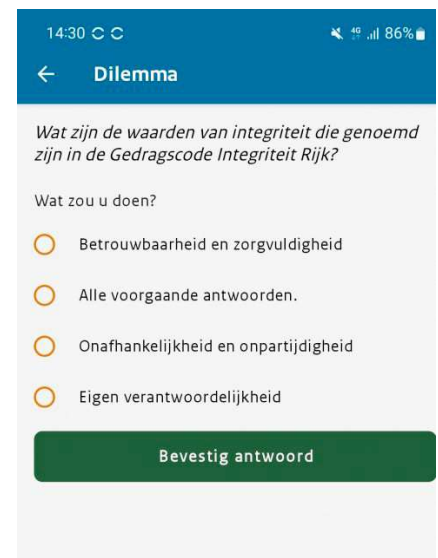 14:30 86%
Dilemma
Wat zijn de waarden van integriteit die genoemd
zijn in de Gedragscode Integriteit Rijk?
Wat zou u doen?
Betrouwbaarheid en zorgvuldigheid
Alle voorgaande antwoorden.
Onafhankelijkheid en onpartijdigheid
Eigen verantwoordelijkheid
Bevestig antwoord